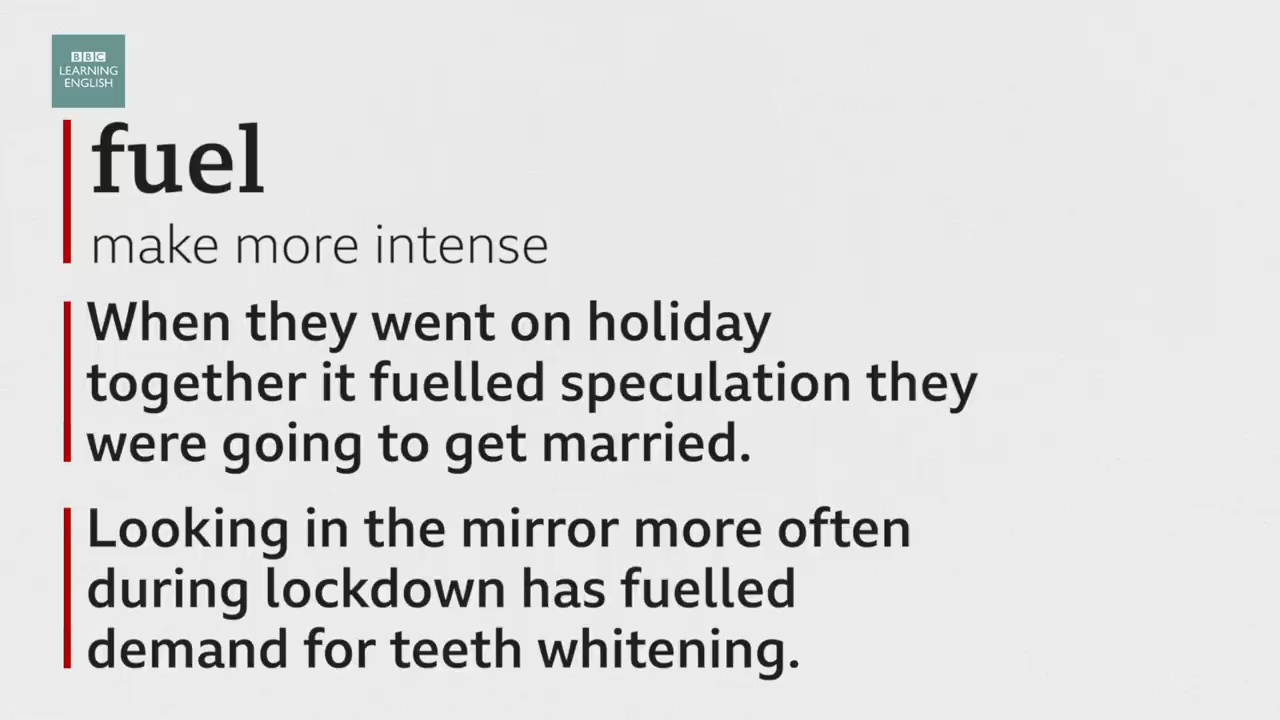 BBC
LEARNING
ENGLISH
fuel
make more intense
When they went on holiday
together it fuelled speculation they
were going to get married.
Looking in the mirror more often
during lockdown has fuelled
demand for teeth whitening.